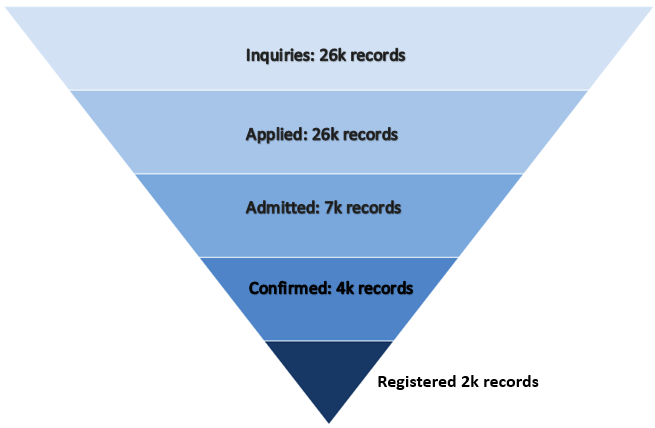 Inquiries: 26k records
Applied: 26k records
Admitted: 7k records
Confirmed: 4k records
Registered 2k records